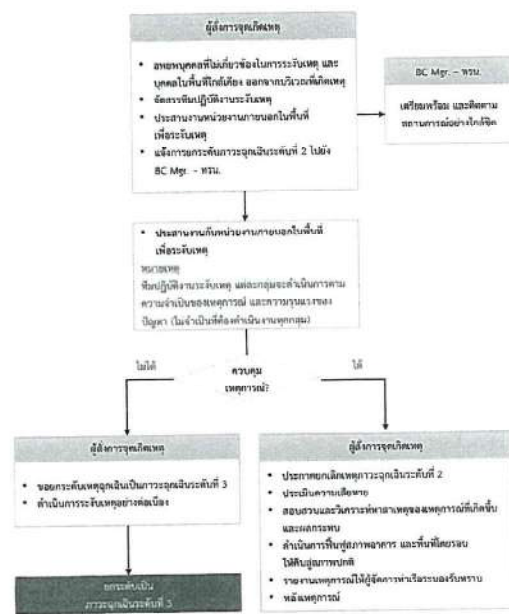 ผู้สั่งการจุดเกิดเหตุ
• อพยพบุคคลที่ไม่เกี่ยวข้องในการระงับเหตุ และ
บุคคลในพื้นที่ใกล้เคียง ออกจากบริเวณที่เกิดเหตุ
• จัดสรรทีมปฏิบัติงานระงับเหตุ
• ประสานงานหน่วยงานภายนอกในพื้นที่
เพื่อระงับเหตุ
• แจ้งการยกระดับภาวะฉุกเฉินระดับที่ 2 ไปยัง
BC Mgr. – ทรน.
BC Mgr. – ทรน.
เตรียมพร้อม และติดตาม
สถานการณ์อย่างใกล้ชิด
• ประสานงานกับหน่วยงานภายนอกในพื้นที่
เพื่อระงับเหตุ
หมายเหตุ
ทีมปฏิบัติงานระงับเหตุ แต่ละกลุ่มจะดำเนินการตาม
ความจำเป็นของเหตุการณ์ และความรุนแรงของ
ปัญหา (ไม่จำเป็นที่ต้องดำเนินงานทุกกลุ่ม)
ไม่ได้
ควบคุม
เหตุการณ์?
ได้
ผู้สั่งการจุดเกิดเหตุ
• ขอยกระดับเหตุฉุกเฉินเป็นภาวะฉุกเฉินระดับที่ 3
• ดำเนินการระงับเหตุอย่างต่อเนื่อง
ยกระดับเป็น
ภาวะฉุกเฉินระดับที่ 3
ผู้สั่งการจุดเกิดเหตุ
• ประกาศยกเลิกเหตุภาวะฉุกเฉินระดับที่ 2
• ประเมินความเสียหาย
• สอบสวนและวิเคราะห์หาสาเหตุของเหตุการณ์ที่เกิดขึ้น
และผลกระทบ
• ดำเนินการฟื้นฟูสภาพอาคาร และพื้นที่โดยรอบ
ให้คืนสู่สภาพปกติ
• รายงานเหตุการณ์ให้ผู้จัดการท่าเรือระนองรับทราบ
• หลังเหตุการณ์